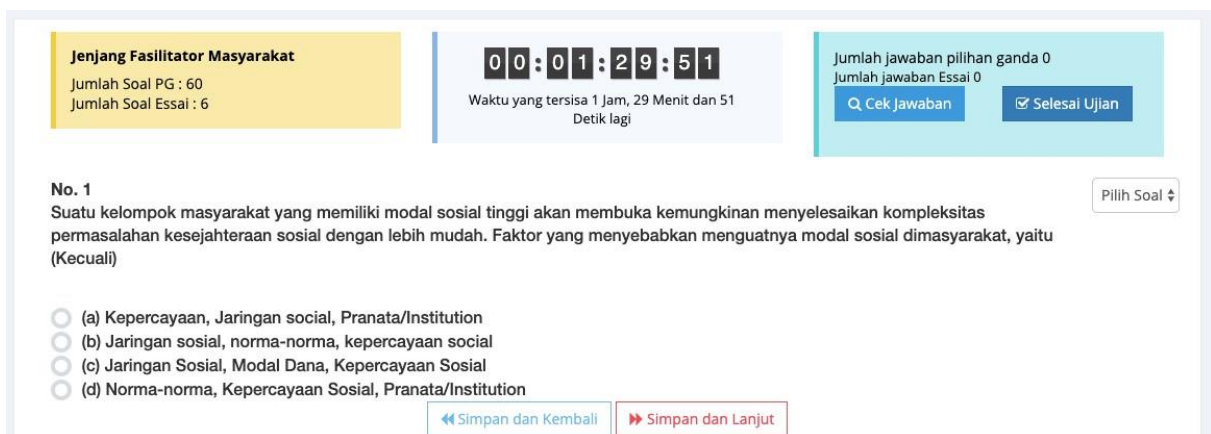 Jenjang Fasilitator Masyarakat
Jumlah Soal PG : 60
Jumlah Soal Essai : 6
00:01:29:51
Waktu yang tersisa 1 Jam, 29 Menit dan 51
Detik lagi
Jumlah jawaban pilihan ganda 0
Jumlah jawaban Essai 0
Cek Jawaban
Selesai Ujian
No. 1
Pilih Soal
Suatu kelompok masyarakat yang memiliki modal sosial tinggi akan membuka kemungkinan menyelesaikan kompleksitas
permasalahan kesejahteraan sosial dengan lebih mudah. Faktor yang menyebabkan menguatnya modal sosial dimasyarakat, yaitu
(Kecuali)
(a) Kepercayaan, Jaringan social, Pranata/Institution
(b) Jaringan sosial, norma-norma, kepercayaan social
(c) Jaringan Sosial, Modal Dana, Kepercayaan Sosial
(d) Norma-norma, Kepercayaan Sosial, Pranata/Institution
Simpan dan Kembali
Simpan dan Lanjut